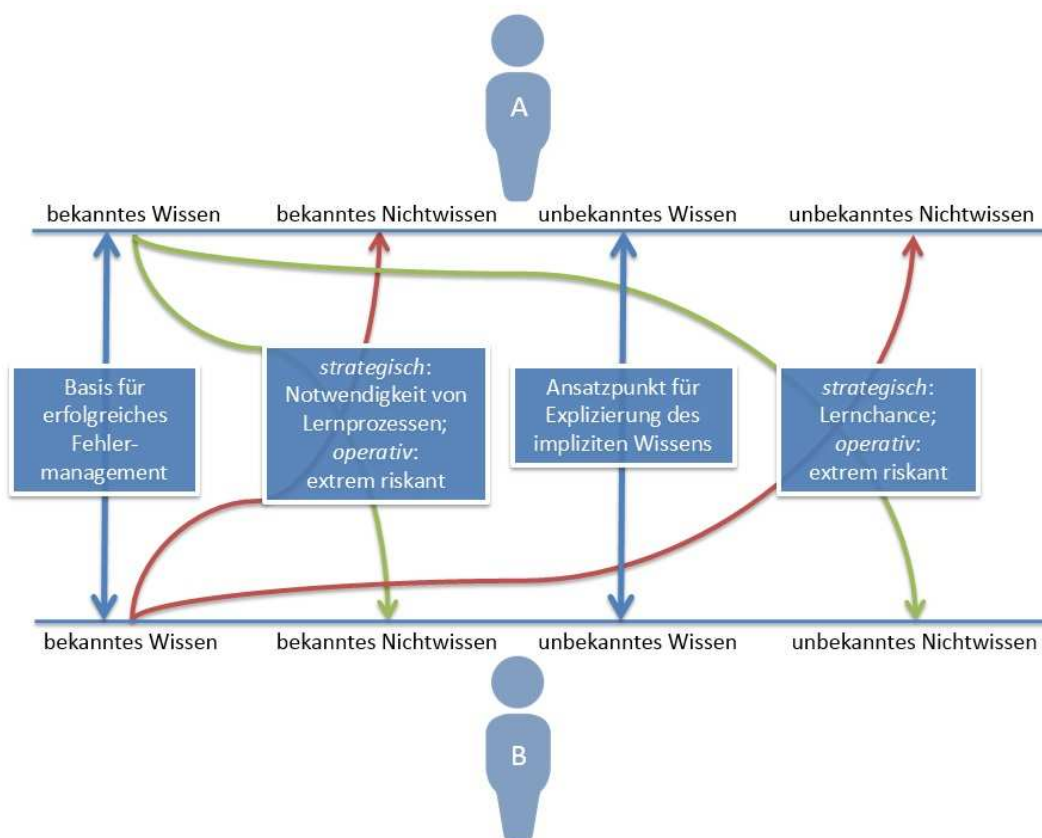 A
bekanntes Wissen
bekanntes Nichtwissen
unbekanntes Wissen
unbekanntes Nichtwissen
Basis für
erfolgreiches
Fehler-
management
strategisch:
Notwendigkeit von
Lernprozessen;
operativ:
extrem riskant
Ansatzpunkt für
Explizierung des
impliziten Wissens
strategisch:
Lernchance;
operativ:
extrem riskant
bekanntes Wissen
bekanntes Nichtwissen
unbekanntes Wissen
unbekanntes Nichtwissen
B